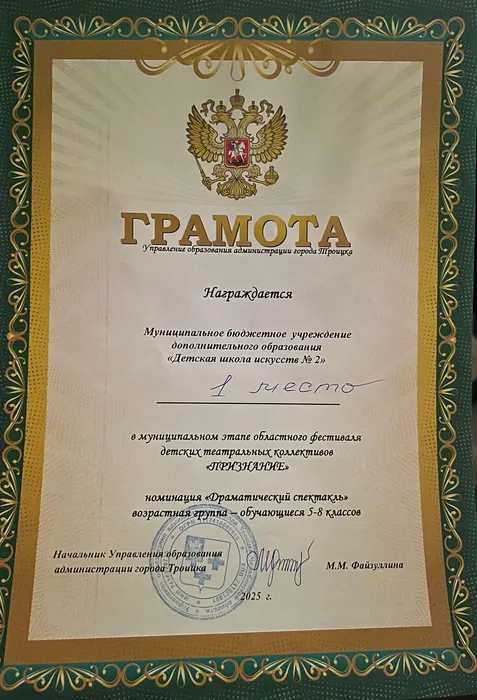 ГРАМОТА
Управление образования администрации города Троицка
Награждается
Муниципальное бюджетное учреждение
дополнительного образования
«Детская школа искусств № 2»
1 место
в муниципальном этапе областного фестиваля
детских театральных коллективов
«ПРИЗНАНИЕ»
номинация «Драматический спектакль»
возрастная группа – обучающиеся 5-8 классов
Начальник Управления образования
администрации города Троицка
М.М. Файзуллина
2025 г.